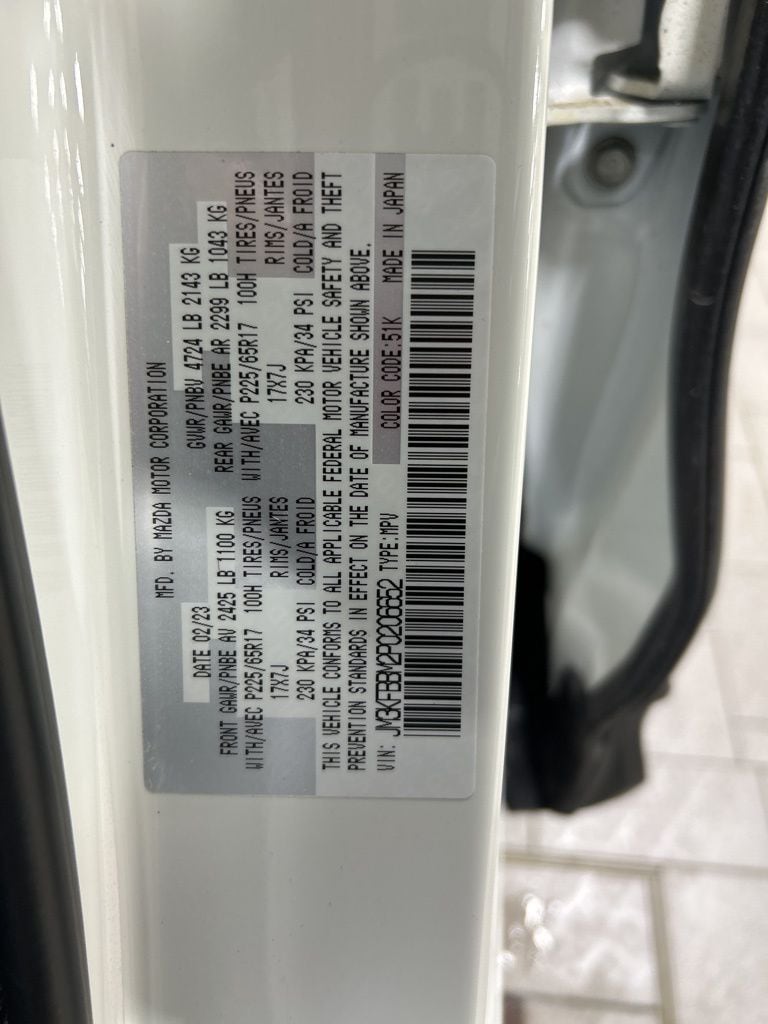 MFD. BY MAZDA MOTOR CORPORATION
DATE 02/23 GVWR/PNBV 4724 LB 2143 KG
FRONT GAWR/PNBE AV 2425 LB 1100 KG REAR GAWR/PNBE AR 2299 LB 1043 KG
WITH/AVEC P225/65R17 100H TIRES/PNEUS WITH/AVEC P225/65R17 100H TIRES/PNEUS
17X7J RIMS/JANTES 17X7J RIMS/JANTES
230 KPA/34 PSI COLD/A FROID 230 KPA/34 PSI COLD/A FROID
THIS VEHICLE CONFORMS TO ALL APPLICABLE FEDERAL MOTOR VEHICLE SAFETY AND THEFT
PREVENTION STANDARDS IN EFFECT ON THE DATE OF MANUFACTURE SHOWN ABOVE.
VIN: JM3KFBBM2P0206652 TYPE:MPV COLOR CODE:51K MADE IN JAPAN